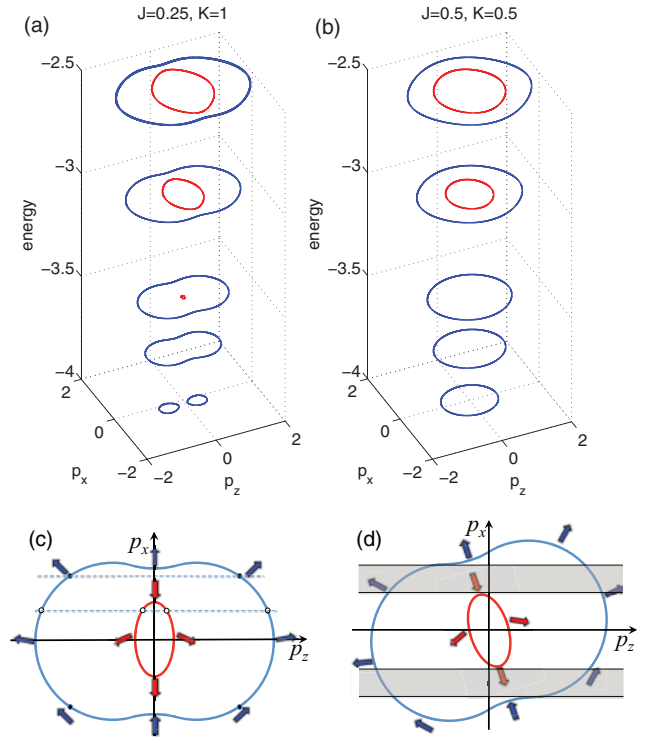 J=0.25, K=1
J=0.5, K=0.5
(a)
(b)
−2.5
−3
−3.5
−4
energy
2
0
−2
p_x
−2
0
2
p_z
−2.5
−3
−3.5
−4
energy
2
0
−2
p_x
−2
0
2
p_z
(c)
p_x
p_z
(d)
p_x
p_z